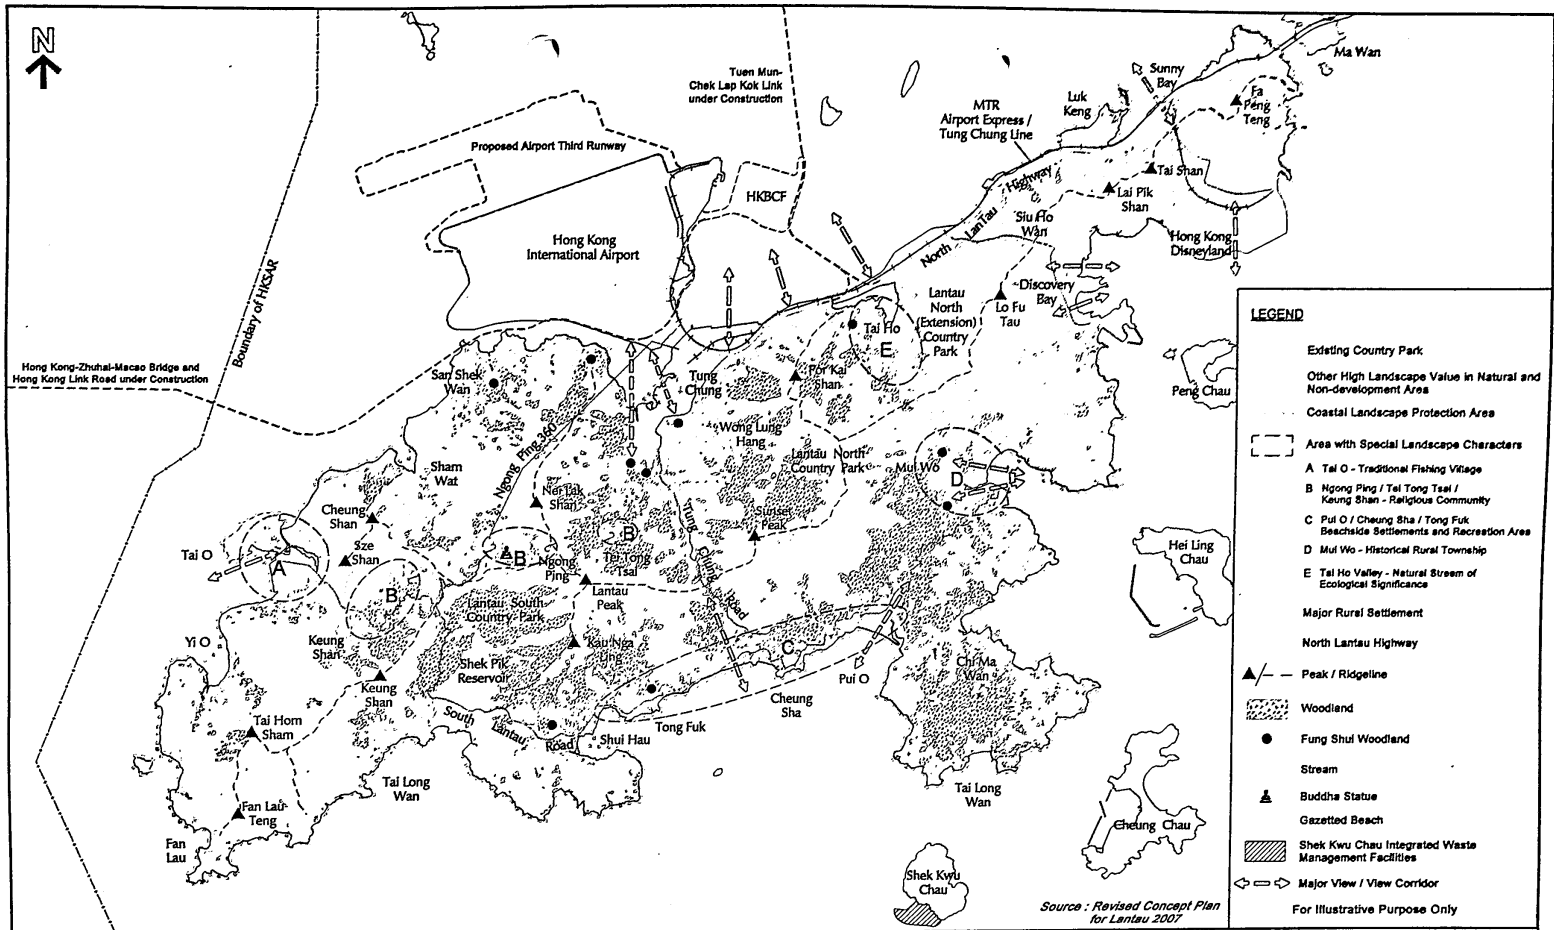 N
Tuen Mun-
Chek Lap Kok Link
under Construction
Ma Wan
Sunny
Bay
Luk
Keng
Fa
Peng
Teng
MTR
Airport Express /
Tung Chung Line
Proposed Airport Third Runway
HKBCF
Tai Shan
Lai Pik
Shan
North LanTau Highway
Siu Ho
Wan
Hong Kong
International Airport
Hong Kong
Disneyland
Boundary of HKSAR
Discovery
Bay
Lo Fu
Tau
Lantau
North
(Extension)
Country
Park
Tai Ho
E
Hong Kong-Zhuhai-Macao Bridge and
Hong Kong Link Road under Construction
San Shek
Wan
Tung
Chung
Por Kai
Shan
Peng Chau
Ngong Ping 360
Wong Lung
Hang
Lantau North
Country Park
Mui Wo
D
Sham
Wat
Nei Lak
Shan
Cheung
Shan
Sunset
Peak
Tung Chung Road
Tai O
A
Sze
Shan
B
Ngong
Ping
B
Tei Tong
Tsai
Hei Ling
Chau
B
Lantau
Peak
Lantau South
Country Park
Yi O
Keung
Shan
Kau Nga
Ling
C
Shek Pik
Reservoir
Chi Ma
Wan
Pui O
Keung
Shan
Cheung
Sha
South Lantau Road
Tong Fuk
Shui Hau
Tai Hom
Sham
Tai Long
Wan
Tai Long
Wan
Fan Lau
Teng
Fan
Lau
Cheung Chau
Shek Kwu
Chau
Source : Revised Concept Plan
for Lantau 2007
LEGEND
Existing Country Park
Other High Landscape Value in Natural and
Non-development Area
Coastal Landscape Protection Area
Area with Special Landscape Characters
A Tai O - Traditional Fishing Village
B Ngong Ping / Tei Tong Tsai /
Keung Shan - Religious Community
C Pui O / Cheung Sha / Tong Fuk
Beachside Settlements and Recreation Area
D Mui Wo - Historical Rural Township
E Tai Ho Valley - Natural Stream of
Ecological Significance
Major Rural Settlement
North Lantau Highway
Peak / Ridgeline
Woodland
Fung Shui Woodland
Stream
Buddha Statue
Gazetted Beach
Shek Kwu Chau Integrated Waste
Management Facilities
Major View / View Corridor
For Illustrative Purpose Only